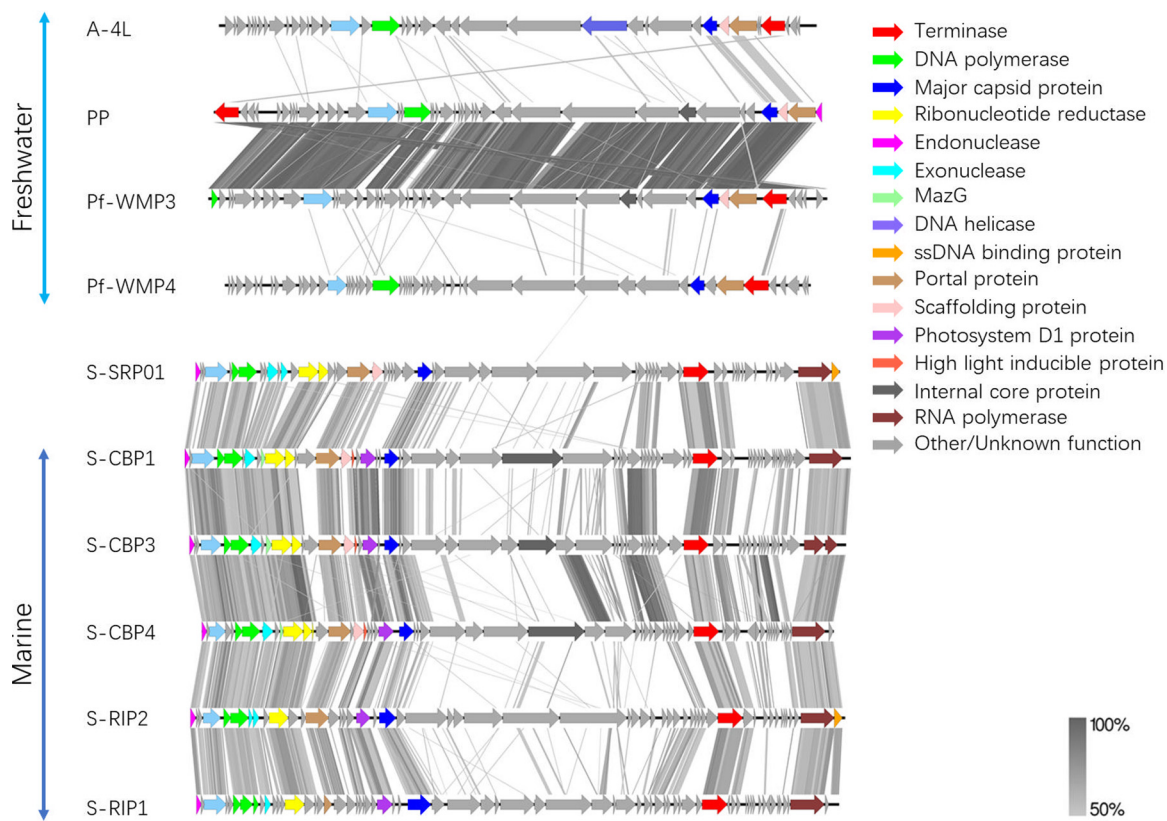 Freshwater
A-4L
PP
Pf-WMP3
Pf-WMP4
S-SRP01
Marine
S-CBP1
S-CBP3
S-CBP4
S-RIP2
S-RIP1
Terminase
DNA polymerase
Major capsid protein
Ribonucleotide reductase
Endonuclease
Exonuclease
MazG
DNA helicase
ssDNA binding protein
Portal protein
Scaffolding protein
Photosystem D1 protein
High light inducible protein
Internal core protein
RNA polymerase
Other/Unknown function
100%
50%